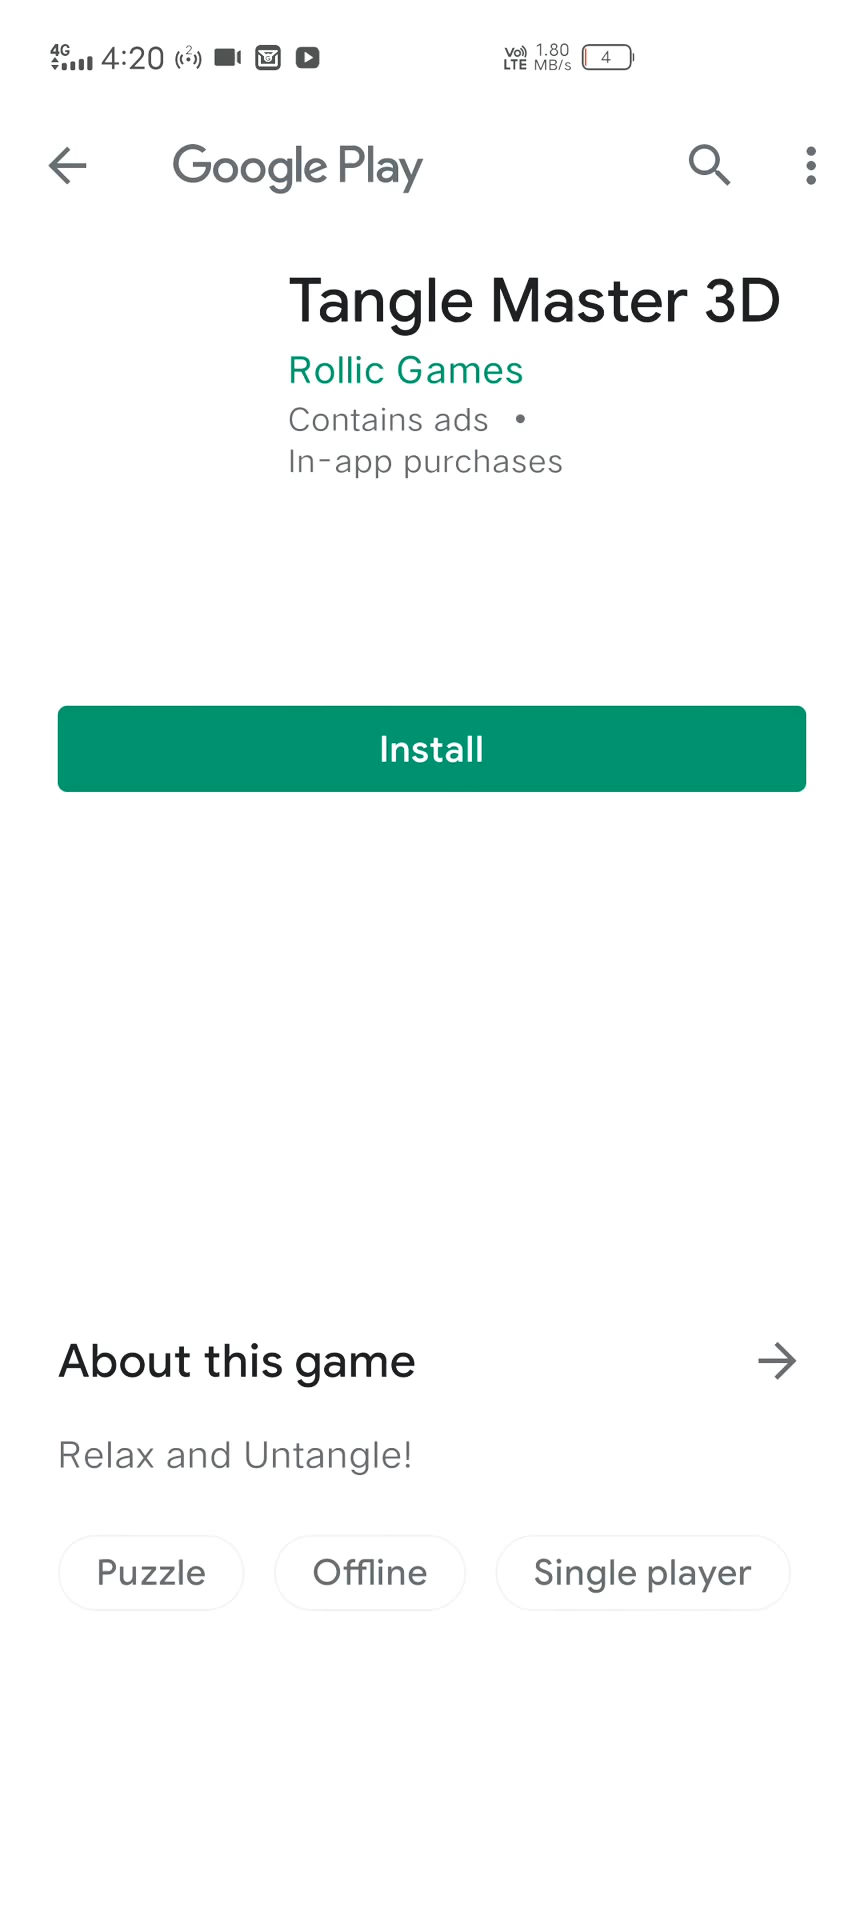 4G 4:20 2 Vo) LTE 1.80 MB/s 4
Google Play
Tangle Master 3D
Rollic Games
Contains ads •
In-app purchases
Install
About this game
Relax and Untangle!
Puzzle Offline Single player